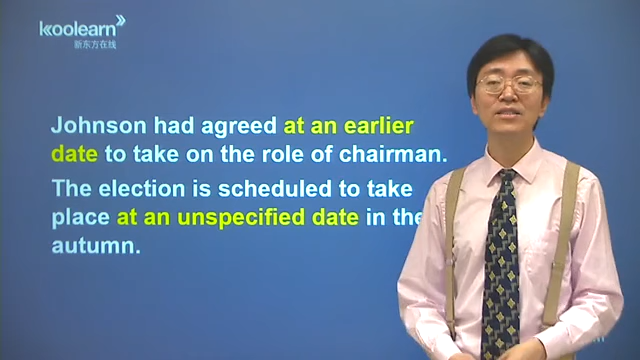 koolearn
新东方在线
Johnson had agreed at an earlier
date to take on the role of chairman.
The election is scheduled to take
place at an unspecified date in the
autumn.